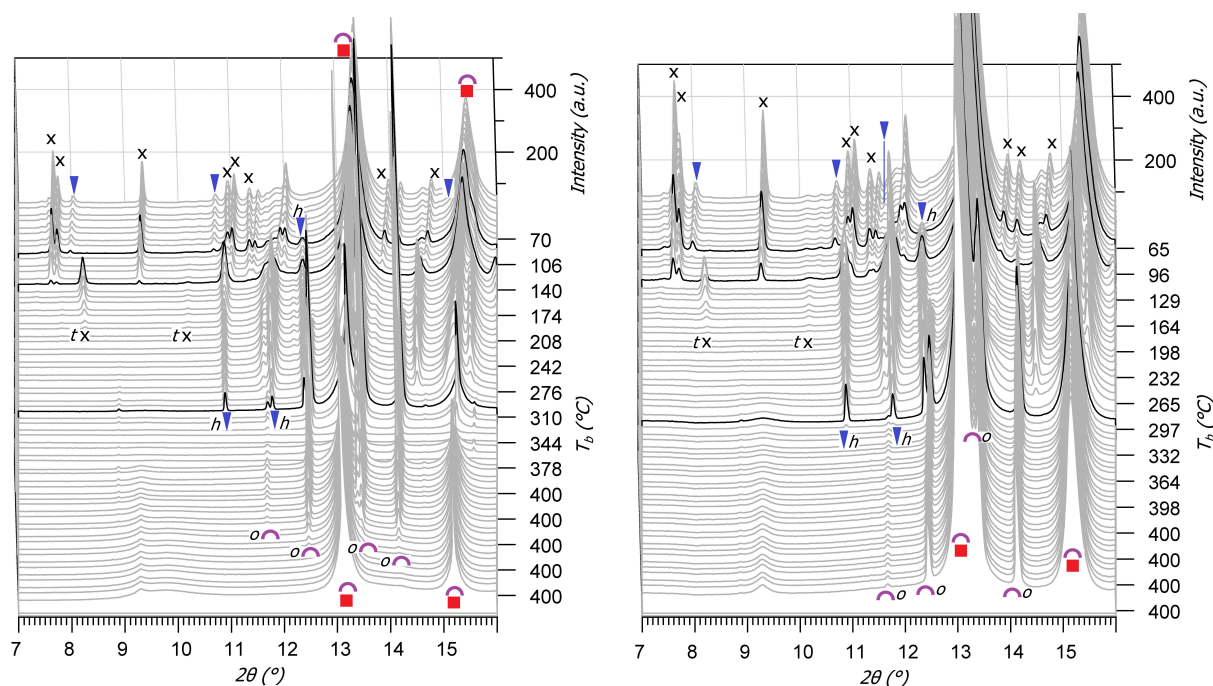 400
Intensity (a.u.)
x x x x x x x x
200
h
70
106
140
174
t x t x
208
242
276
310
h h
T_b (°C)
344
378
400
400
400
400
400
o o o o
7 8 9 10 11 12 13 14 15
2θ (°)
x x x x x x x x x
400
Intensity (a.u.)
200
h
65
96
129
164
t x t x
198
232
265
297
h h o
T_b (°C)
332
364
398
400
400
400
400
o o o
7 8 9 10 11 12 13 14 15
2θ (°)